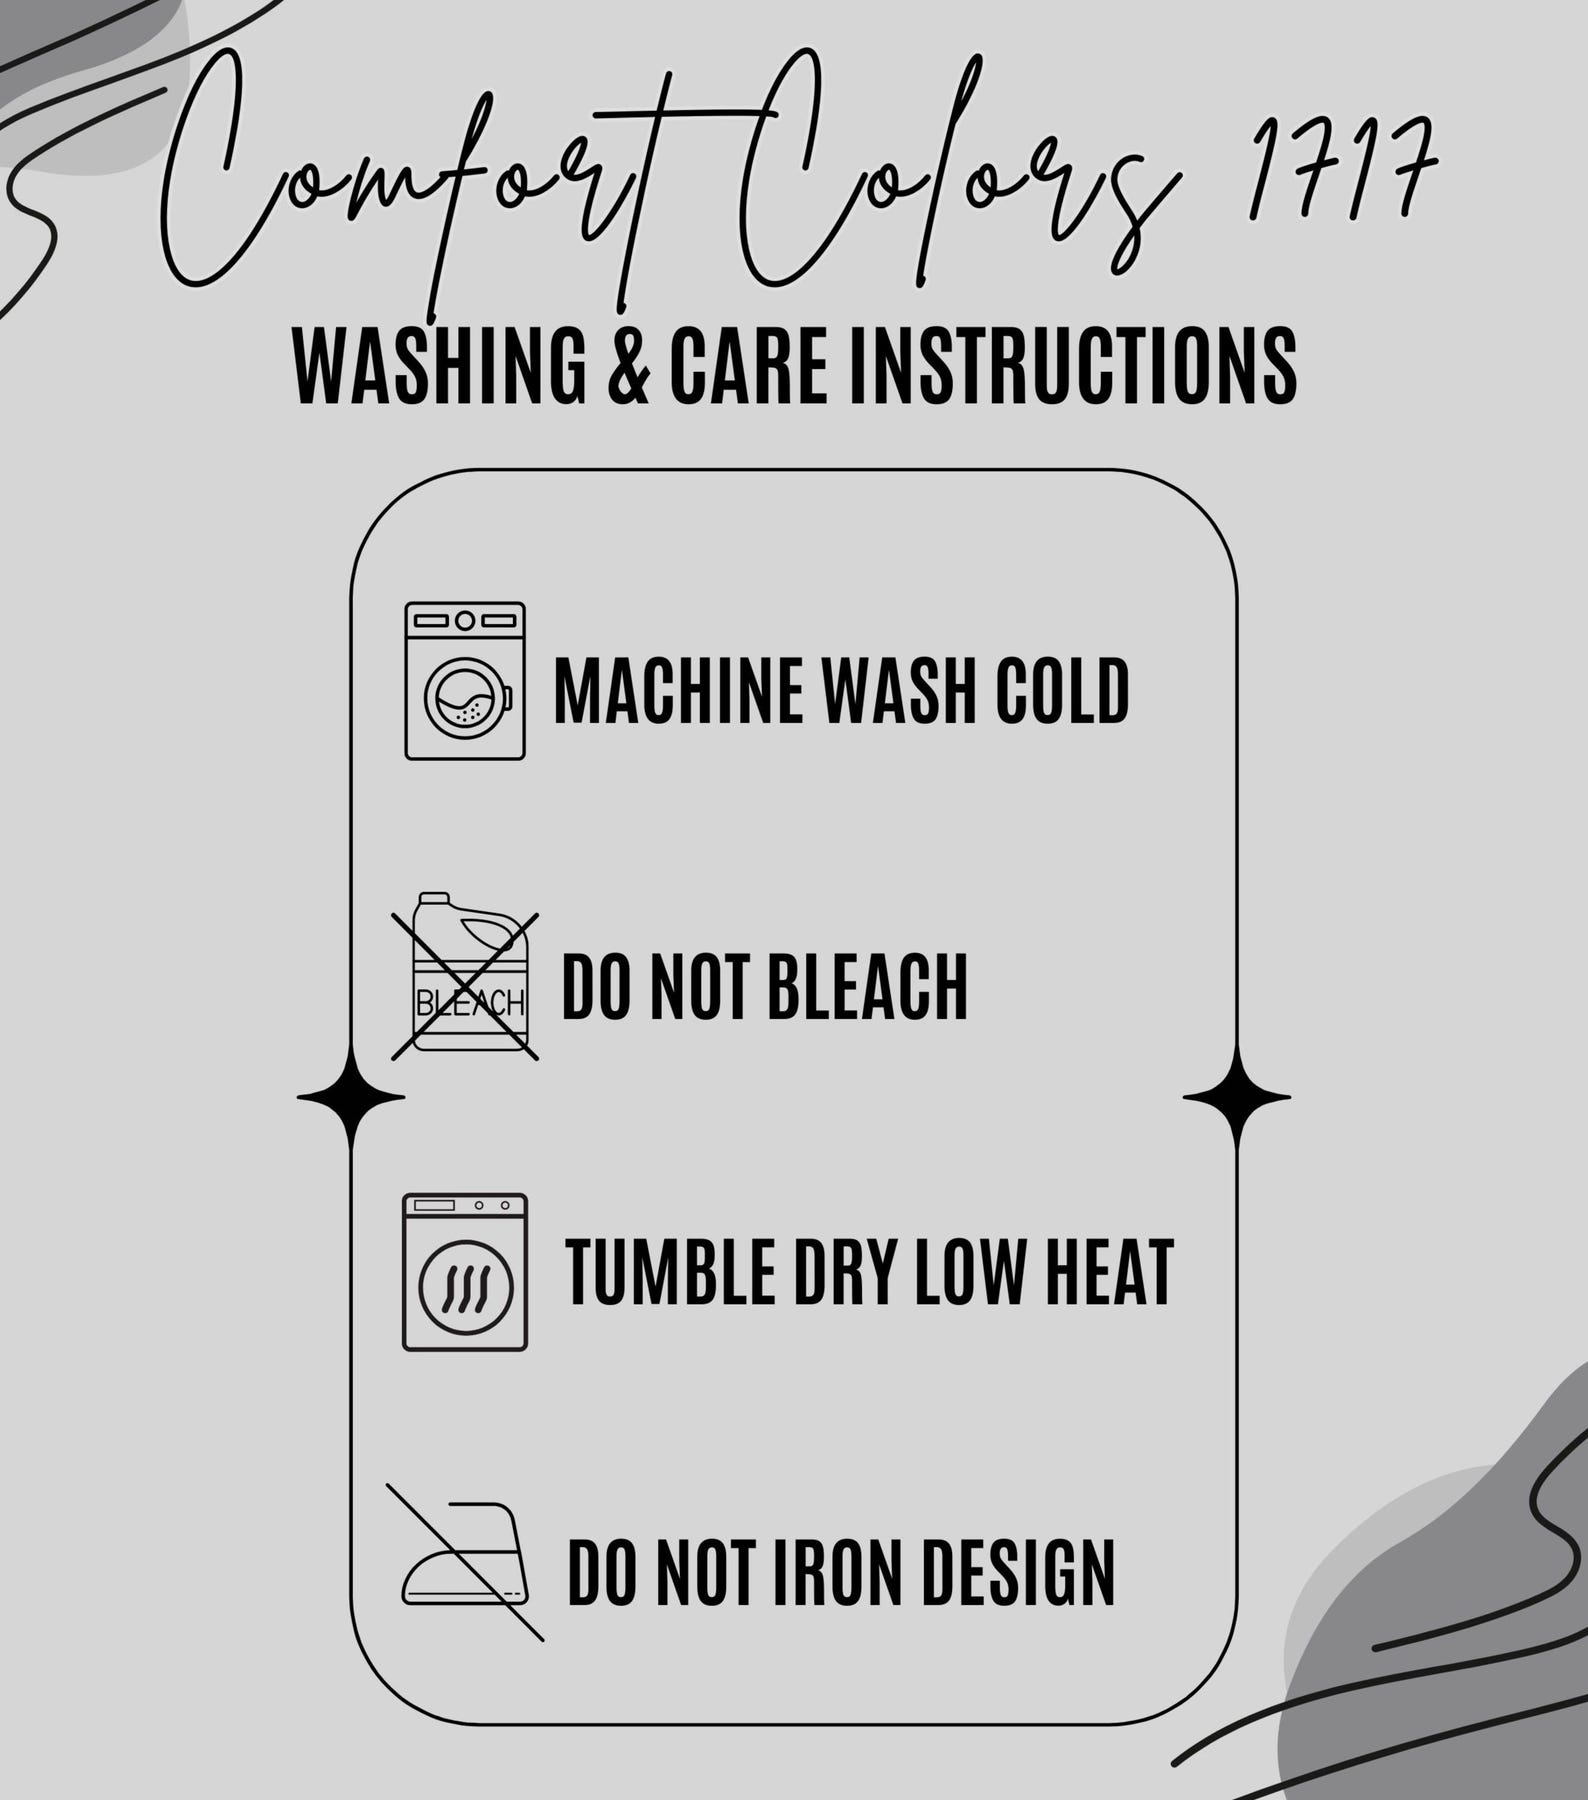 Comfort Colors 1717
WASHING & CARE INSTRUCTIONS
MACHINE WASH COLD
BLEACH
DO NOT BLEACH
TUMBLE DRY LOW HEAT
DO NOT IRON DESIGN